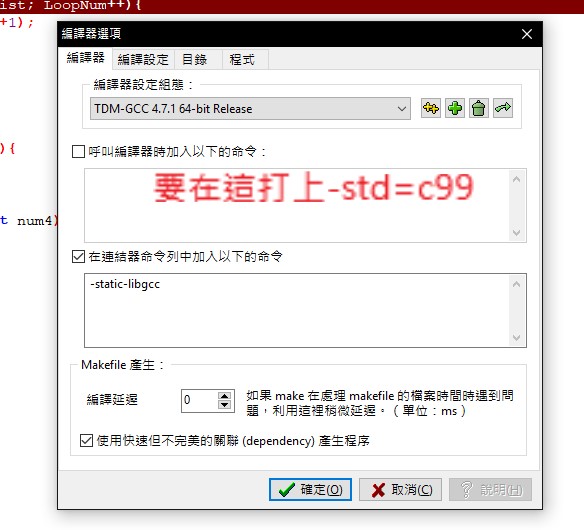 ist; LoopNum++){
+1);
){
t num4)
編譯器選項
編譯器 編譯設定 目錄 程式
編譯器設定組態：
TDM-GCC 4.7.1 64-bit Release
呼叫編譯器時加入以下的命令：
要在這打上-std=c99
在連結器命令列中加入以下的命令
-static-libgcc
Makefile 產生：
編譯延遲 0
如果 make 在處理 makefile 的檔案時間時遇到問
題，利用這裡稍微延遲。（單位：ms）
使用快速但不完美的關聯 (dependency) 產生程序
確定(O) 取消(C) 說明(H)